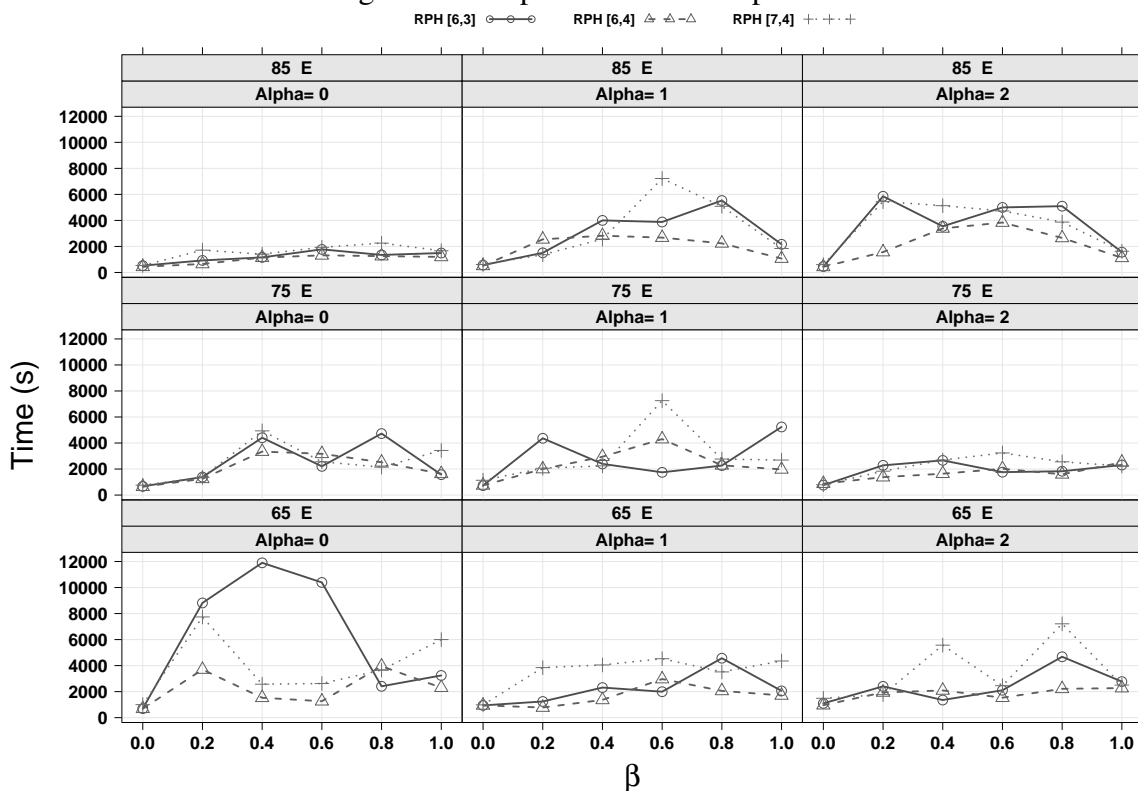 RPH [6,3] RPH [6,4] RPH [7,4]
85 E 85 E 85 E
Alpha= 0 Alpha= 1 Alpha= 2
12000
10000
8000
6000
4000
2000
0
75 E 75 E 75 E
Alpha= 0 Alpha= 1 Alpha= 2
12000
10000
8000
6000
4000
2000
0
Time (s)
65 E 65 E 65 E
Alpha= 0 Alpha= 1 Alpha= 2
12000
10000
8000
6000
4000
2000
0
0.0 0.2 0.4 0.6 0.8 1.0 0.0 0.2 0.4 0.6 0.8 1.0 0.0 0.2 0.4 0.6 0.8 1.0
β